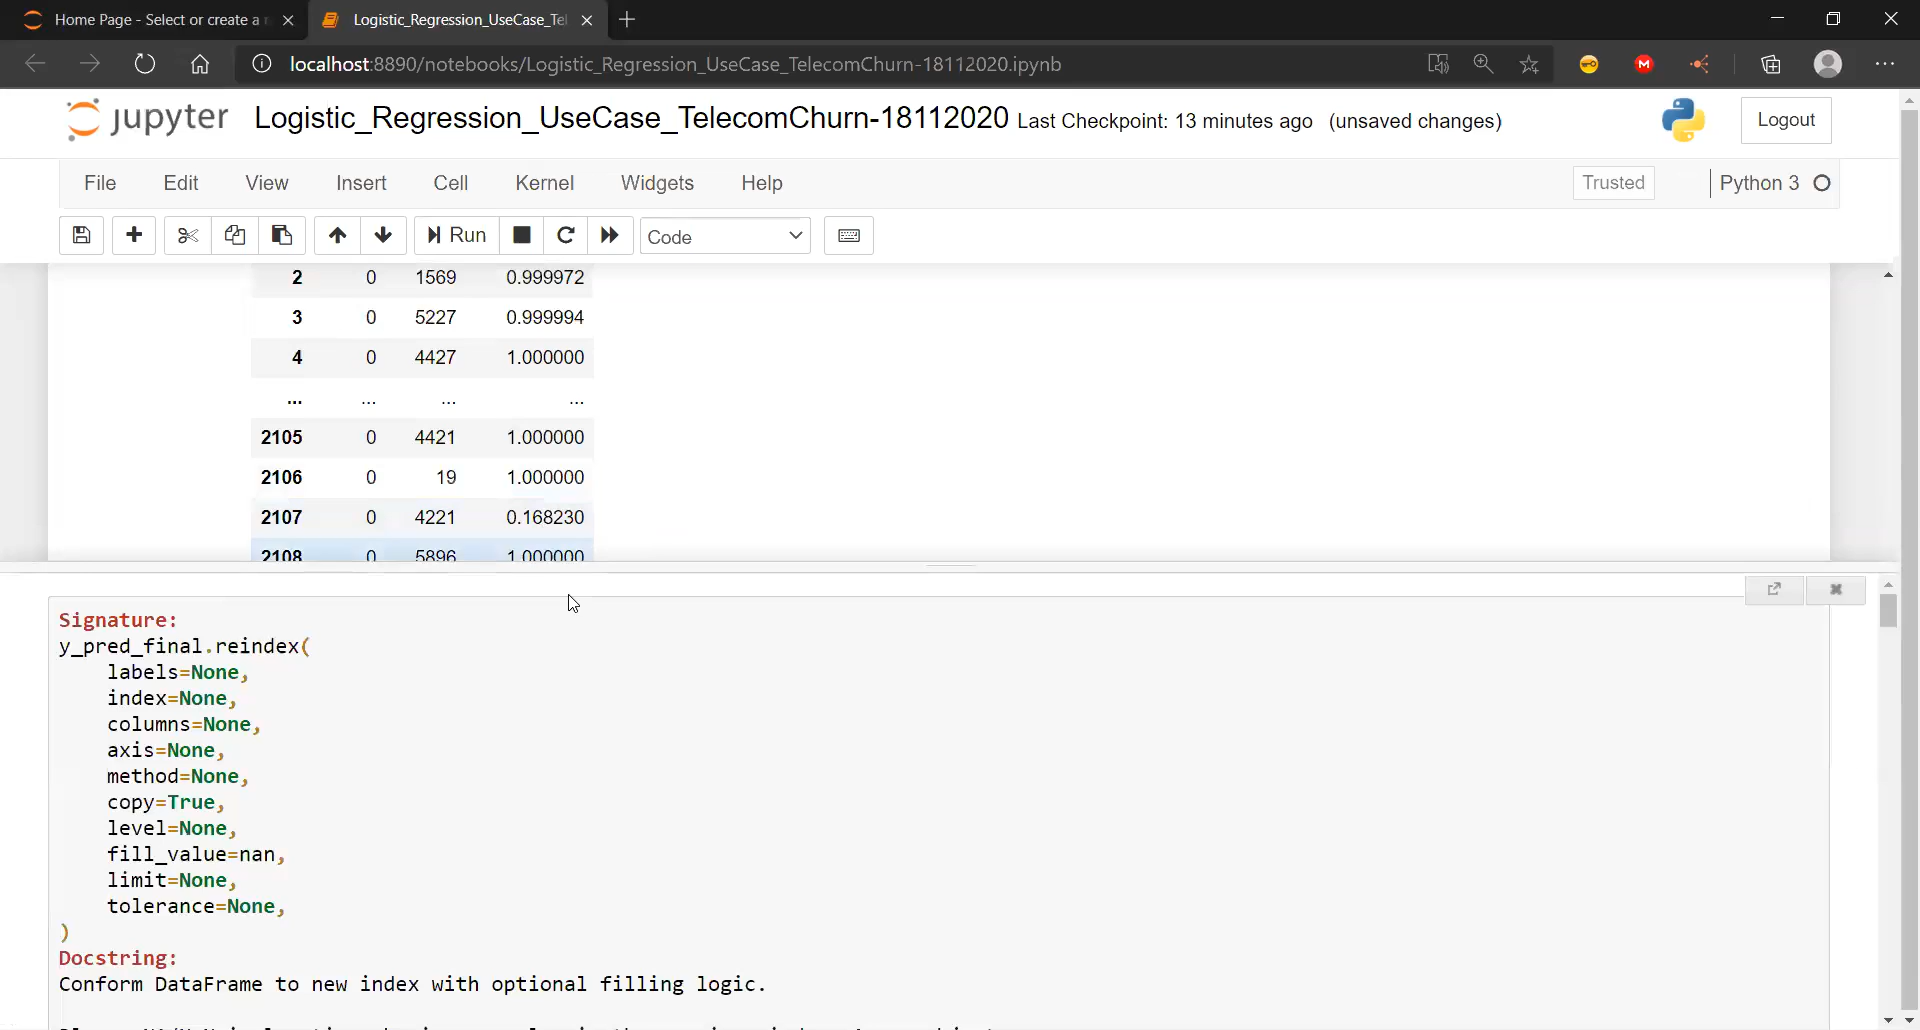 Home Page - Select or create a
Logistic_Regression_UseCase_Tel
localhost:8890/notebooks/Logistic_Regression_UseCase_TelecomChurn-18112020.ipynb
jupyter Logistic_Regression_UseCase_TelecomChurn-18112020 Last Checkpoint: 13 minutes ago (unsaved changes)
Logout
File Edit View Insert Cell Kernel Widgets Help
Trusted
Python 3
Run
Code
2 0 1569 0.999972
3 0 5227 0.999994
4 0 4427 1.000000
... ... ... ...
2105 0 4421 1.000000
2106 0 19 1.000000
2107 0 4221 0.168230
2108 0 5896 1.000000
Signature:
y_pred_final.reindex(
labels=None,
index=None,
columns=None,
axis=None,
method=None,
copy=True,
level=None,
fill_value=nan,
limit=None,
tolerance=None,
)
Docstring:
Conform DataFrame to new index with optional filling logic.